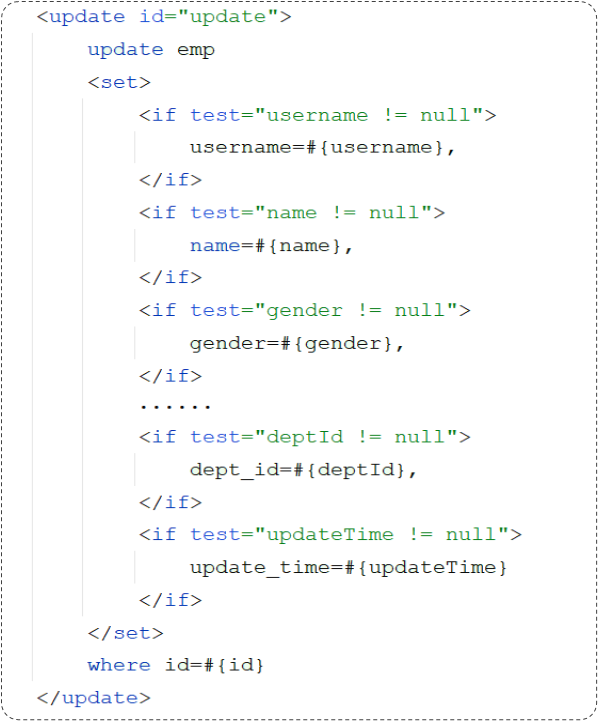 <update id="update">
update emp
<set>
<if test="username != null">
username=#{username},
</if>
<if test="name != null">
name=#{name},
</if>
<if test="gender != null">
gender=#{gender},
</if>
......
<if test="deptId != null">
dept_id=#{deptId},
</if>
<if test="updateTime != null">
update_time=#{updateTime}
</if>
</set>
where id=#{id}
</update>